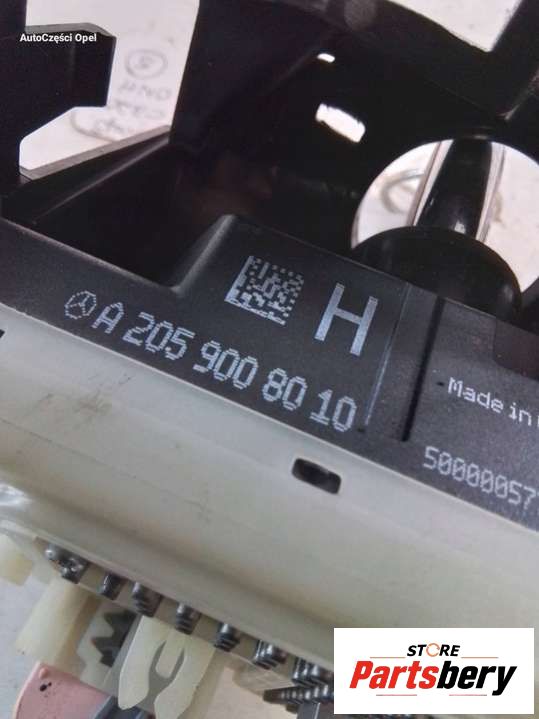 AutoCzęści Opel
H
A 205 900 80 10
Made in
50000057
STORE
Partsbery